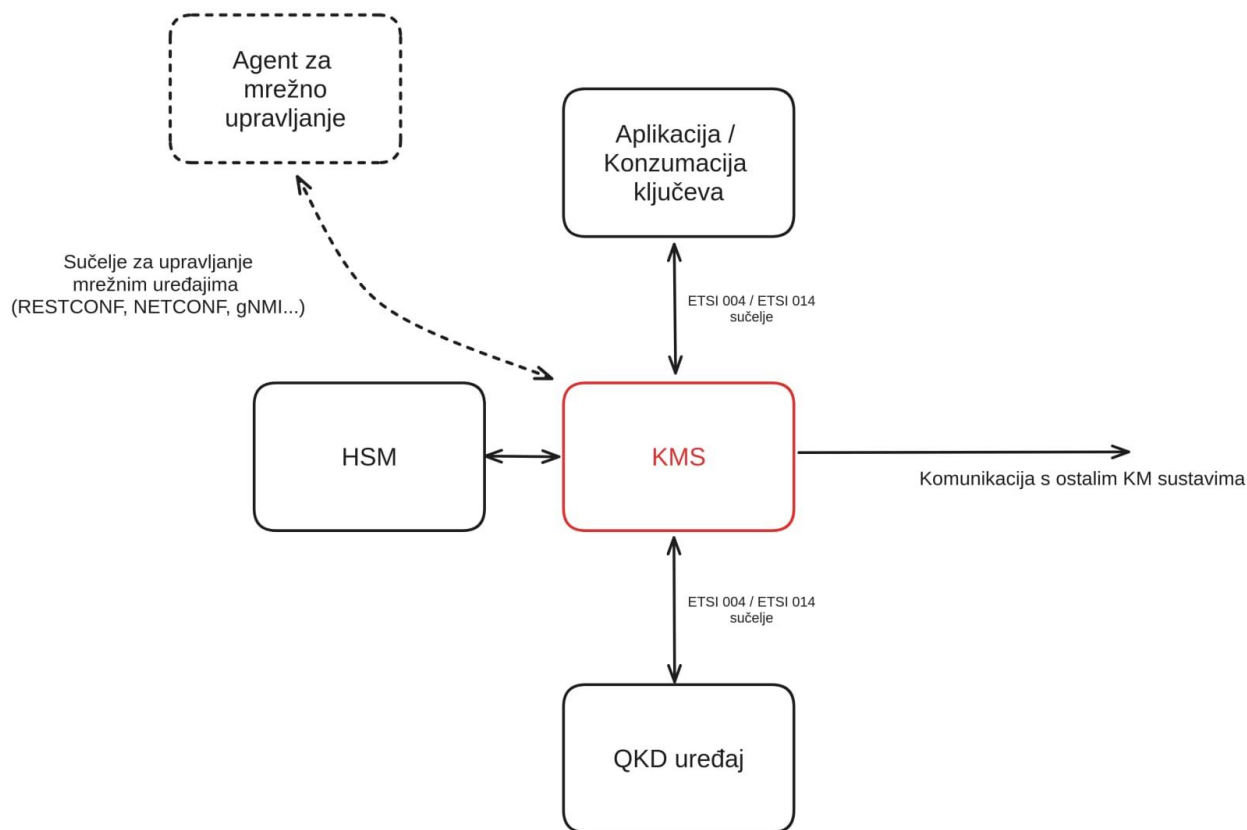 Agent za
mrežno
upravljanje
Aplikacija /
Konzumacija
ključeva
Sučelje za upravljanje
mrežnim uređajima
(RESTCONF, NETCONF, gNMI...)
ETSI 004 / ETSI 014
sučelje
HSM
KMS
Komunikacija s ostalim KM sustavima
ETSI 004 / ETSI 014
sučelje
QKD uređaj